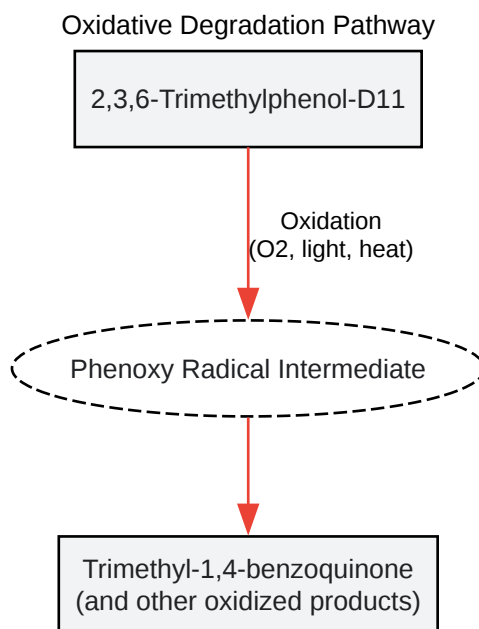 Oxidative Degradation Pathway
2,3,6-Trimethylphenol-D11
Oxidation
(O2, light, heat)
Phenoxy Radical Intermediate
Trimethyl-1,4-benzoquinone
(and other oxidized products)